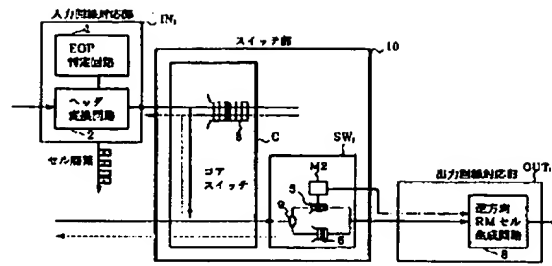 入力回線対応部
IN₁
1
EOP
判定回路
ヘッダ
変換回路
2
セル廃棄
スイッチ部
10
8
C
コア
スイッチ
SW₁
M2
5
9
6
出力回線対応部
OUT₁
逆方向
RMセル
生成回路
8